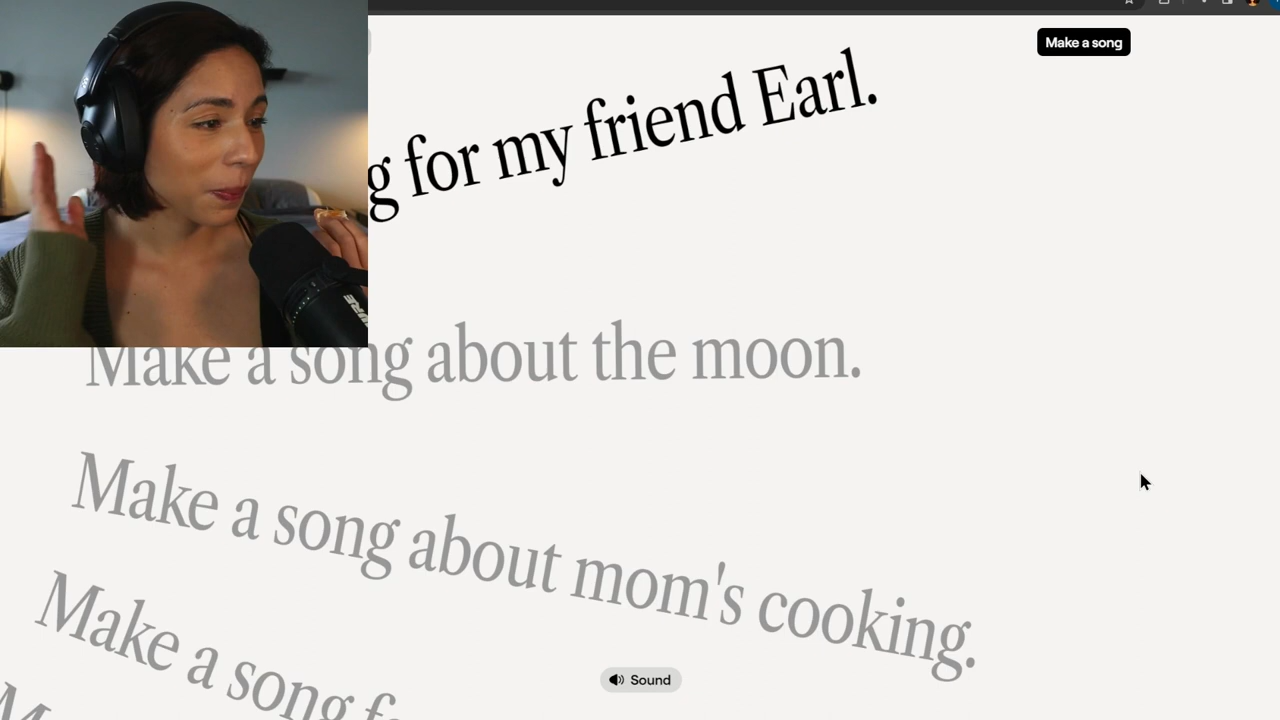 Make a song
g for my friend Earl.
Make a song about the moon.
Make a song about mom's cooking.
Make a song f
Sound